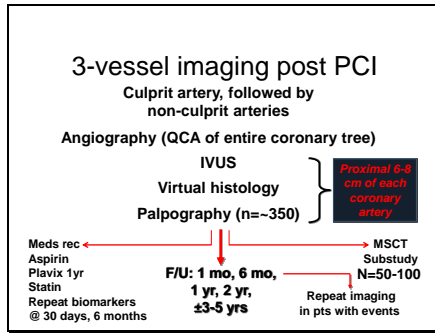 3-vessel imaging post PCI
Culprit artery, followed by
non-culprit arteries
Angiography (QCA of entire coronary tree)
IVUS
Virtual histology
Palpography (n=~350)
Proximal 6-8
cm of each
coronary
artery
Meds rec
Aspirin
Plavix 1yr
Statin
Repeat biomarkers
@ 30 days, 6 months
F/U: 1 mo, 6 mo,
1 yr, 2 yr,
±3-5 yrs
MSCT
Substudy
N=50-100
Repeat imaging
in pts with events